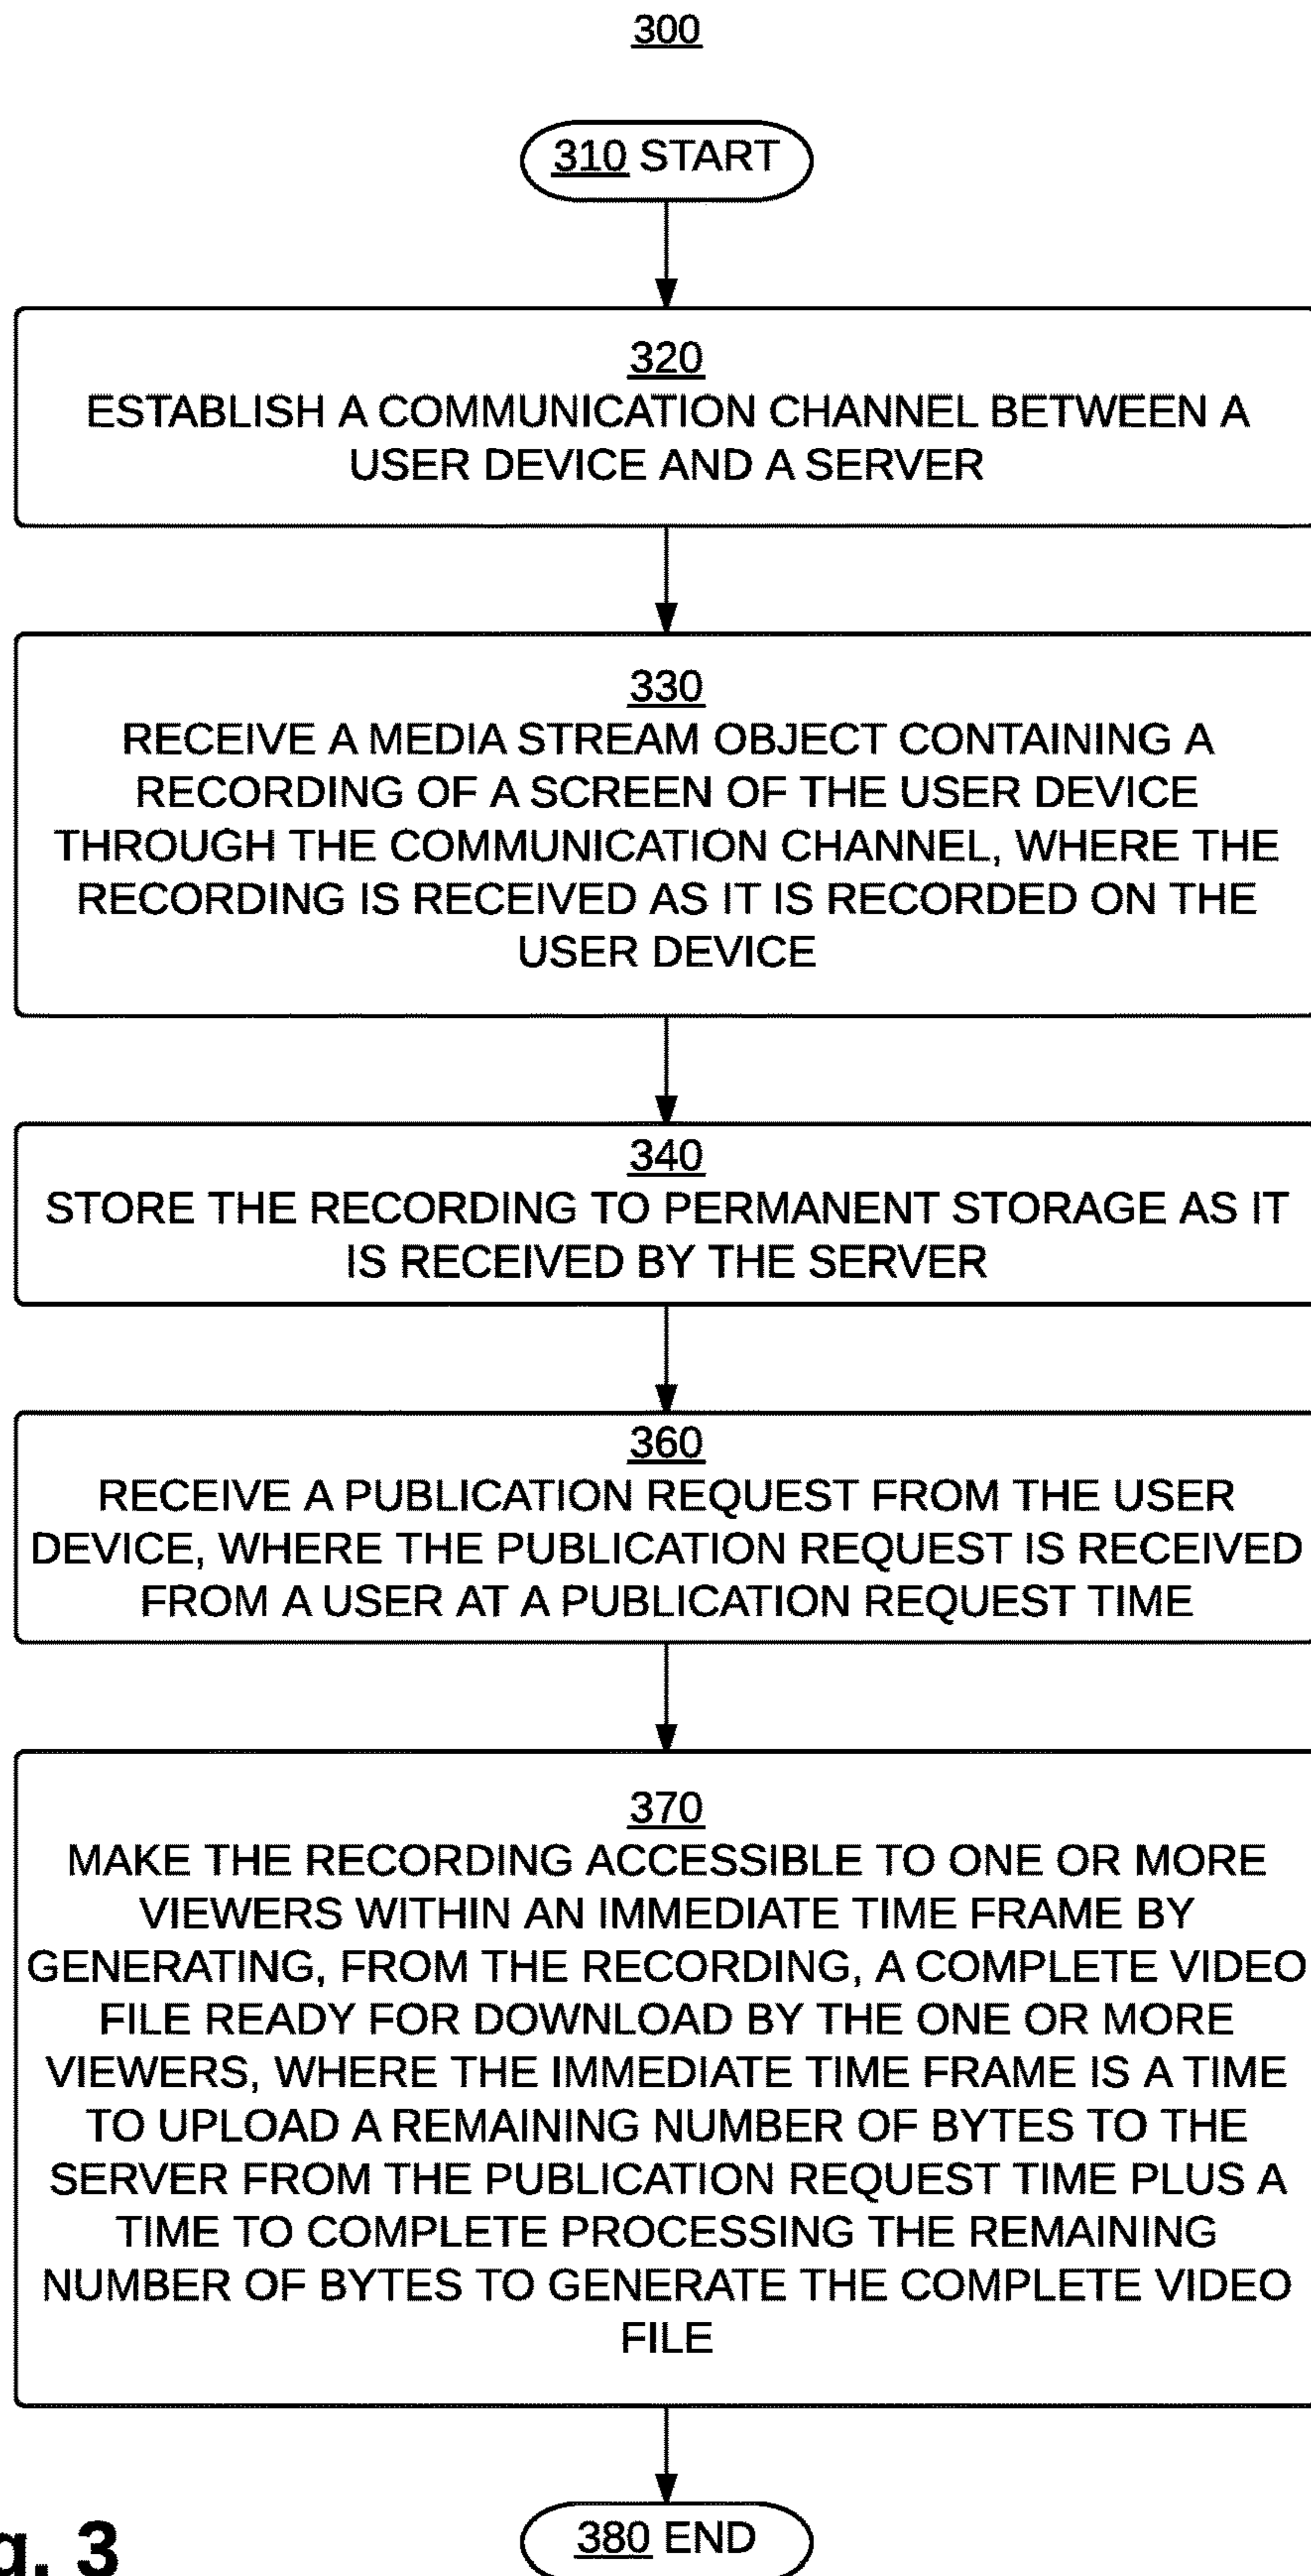 300
310 START
320
ESTABLISH A COMMUNICATION CHANNEL BETWEEN A
USER DEVICE AND A SERVER
330
RECEIVE A MEDIA STREAM OBJECT CONTAINING A
RECORDING OF A SCREEN OF THE USER DEVICE
THROUGH THE COMMUNICATION CHANNEL, WHERE THE
RECORDING IS RECEIVED AS IT IS RECORDED ON THE
USER DEVICE
340
STORE THE RECORDING TO PERMANENT STORAGE AS IT
IS RECEIVED BY THE SERVER
360
RECEIVE A PUBLICATION REQUEST FROM THE USER
DEVICE, WHERE THE PUBLICATION REQUEST IS RECEIVED
FROM A USER AT A PUBLICATION REQUEST TIME
370
MAKE THE RECORDING ACCESSIBLE TO ONE OR MORE
VIEWERS WITHIN AN IMMEDIATE TIME FRAME BY
GENERATING, FROM THE RECORDING, A COMPLETE VIDEO
FILE READY FOR DOWNLOAD BY THE ONE OR MORE
VIEWERS, WHERE THE IMMEDIATE TIME FRAME IS A TIME
TO UPLOAD A REMAINING NUMBER OF BYTES TO THE
SERVER FROM THE PUBLICATION REQUEST TIME PLUS A
TIME TO COMPLETE PROCESSING THE REMAINING
NUMBER OF BYTES TO GENERATE THE COMPLETE VIDEO
FILE
380 END
g. 3